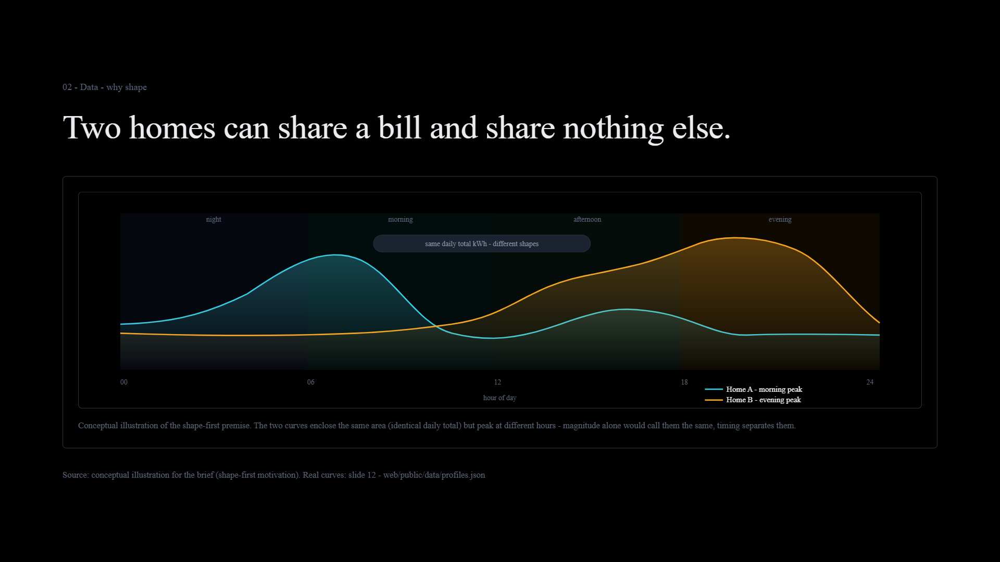 02 - Data - why shape
Two homes can share a bill and share nothing else.
night
morning
afternoon
evening
same daily total kWh - different shapes
00
06
12
18
24
hour of day
Home A - morning peak
Home B - evening peak
Conceptual illustration of the shape-first premise. The two curves enclose the same area (identical daily total) but peak at different hours - magnitude alone would call them the same, timing separates them.
Source: conceptual illustration for the brief (shape-first motivation). Real curves: slide 12 - web/public/data/profiles.json